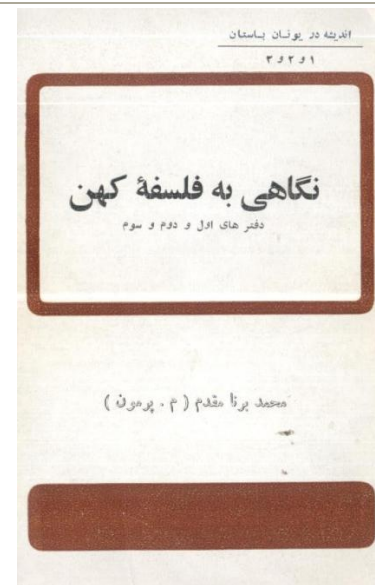 اندیشه در یونان باستان
۱ و ۲ و ۳
نگاهی به فلسفهٔ کهن
دفتر های اول و دوم و سوم
محمد برنا مقدم ( م . پرمون )